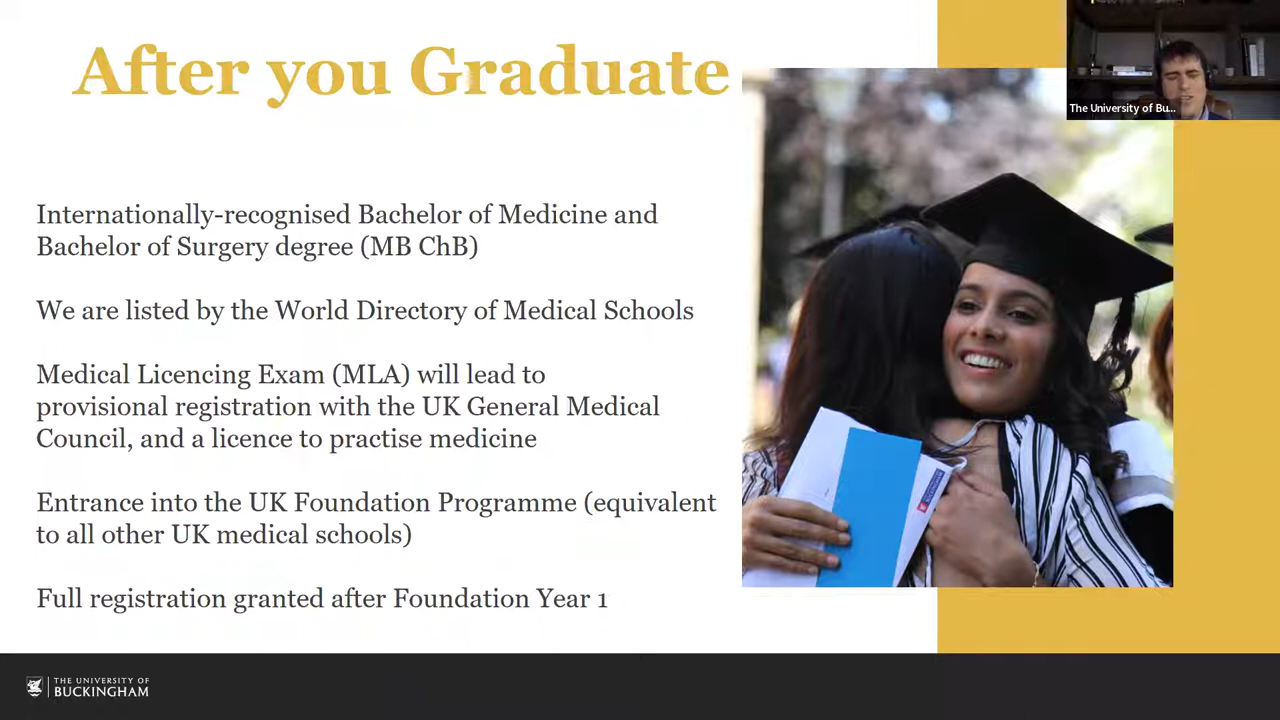 After you Graduate
The University of Bu...
Internationally-recognised Bachelor of Medicine and
Bachelor of Surgery degree (MB ChB)
We are listed by the World Directory of Medical Schools
Medical Licencing Exam (MLA) will lead to
provisional registration with the UK General Medical
Council, and a licence to practise medicine
Entrance into the UK Foundation Programme (equivalent
to all other UK medical schools)
Full registration granted after Foundation Year 1
THE UNIVERSITY OF
BUCKINGHAM